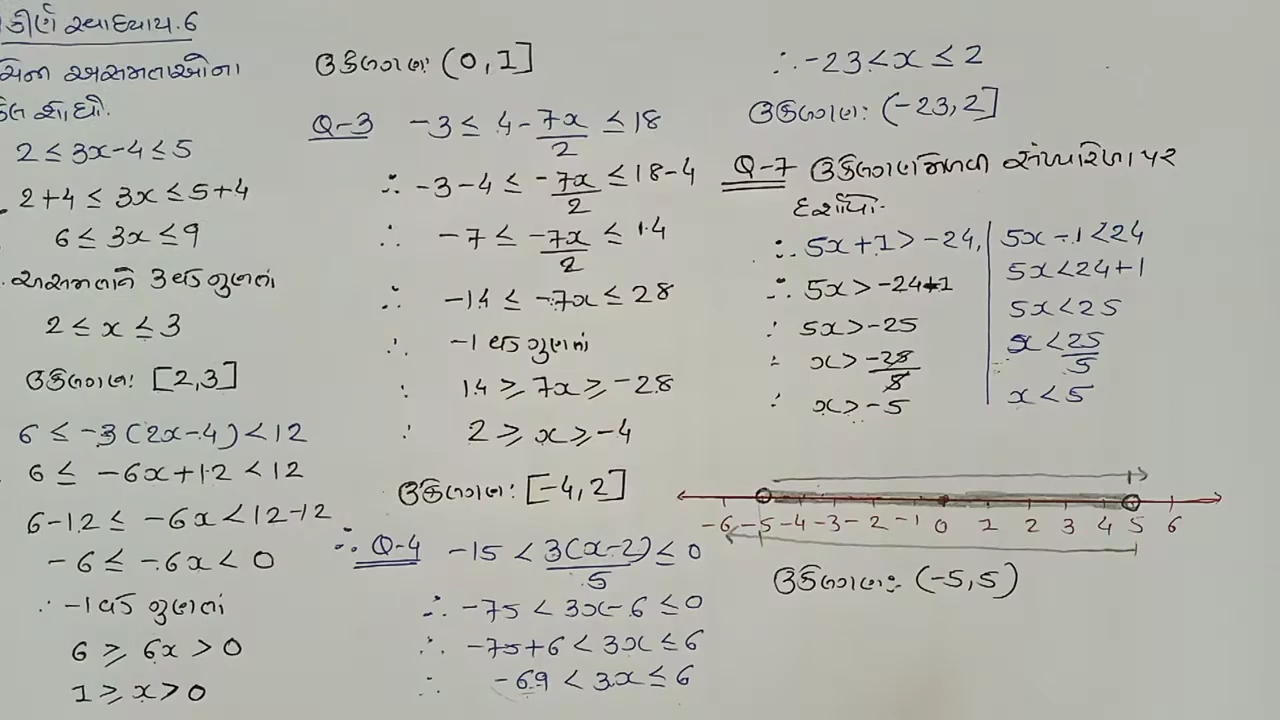 કીર્ણ સ્વાધ્યાય.6
અસમતાઓના
ઉકેલ શોધો.
2 ≤ 3x-4 ≤ 5
2+4 ≤ 3x ≤ 5+4
6 ≤ 3x ≤ 9
અસમતાને 3 વડે ગુણતાં
2 ≤ x ≤ 3
ઉકેલગણ: [2,3]
6 ≤ -3(2x-4) < 12
6 ≤ -6x+12 < 12
6-12 ≤ -6x < 12-12
-6 ≤ -6x < 0
∴ -1 વડે ગુણતાં
6 ≥ 6x > 0
1 ≥ x > 0
ઉકેલગણ: (0,1]
Q-3 -3 ≤ 4 - 7x/2 ≤ 18
∴ -3-4 ≤ -7x/2 ≤ 18-4
∴ -7 ≤ -7x/2 ≤ 14
∴ -14 ≤ -7x ≤ 28
∴ -1 વડે ગુણતાં
∴ 14 ≥ 7x ≥ -28
∴ 2 ≥ x ≥ -4
ઉકેલગણ: [-4,2]
∴ Q-4 -15 < 3(x-2)/5 ≤ 0
∴ -75 < 3x-6 ≤ 0
∴ -75+6 < 3x ≤ 6
∴ -69 < 3x ≤ 6
∴ -23 < x ≤ 2
ઉકેલગણ: (-23,2]
Q-7 ઉકેલગણ સંખ્યારેખા પર
દર્શાવો.
∴ 5x+1 > -24,
∴ 5x > -24-1
∴ 5x > -25
∴ x > -25/5
∴ x > -5
5x-1 < 24
5x < 24+1
5x < 25
x < 25/5
x < 5
-6 -5 -4 -3 -2 -1 0 1 2 3 4 5 6
ઉકેલગણ: (-5,5)